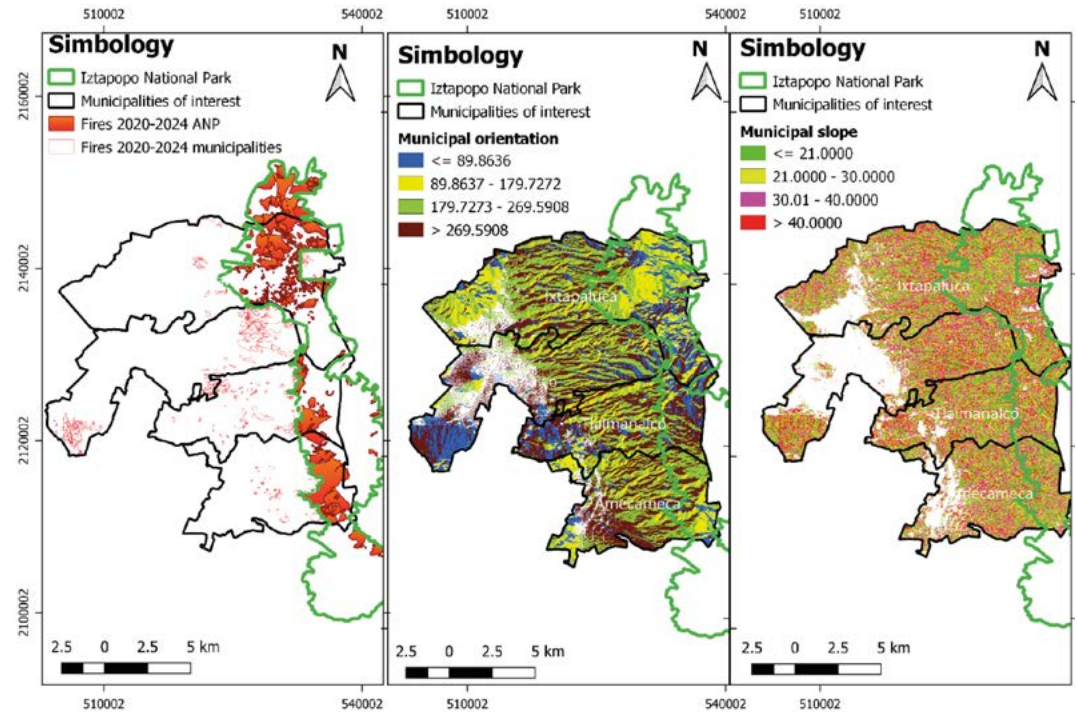 510002 540002 510002 540002 510002
2160002
2140002
2122002
2100002
Simbology
N
Iztapopo National Park
Municipalities of interest
Fires 2020-2024 ANP
Fires 2020-2024 municipalities
2.5 0 2.5 5 km
Simbology
N
Iztapopo National Park
Municipalities of interest
Municipal orientation
<= 89.8636
89.8637 - 179.7272
179.7273 - 269.5908
> 269.5908
Ixtapaluca
Tlalmanalco
Amecameca
2.5 0 2.5 5 km
Simbology
N
Iztapopo National Park
Municipalities of interest
Municipal slope
<= 21.0000
21.0000 - 30.0000
30.01 - 40.0000
> 40.0000
Ixtapaluca
Tlalmanalco
Amecameca
2.5 0 2.5 5 km
510002 540002 510002 540002 510002